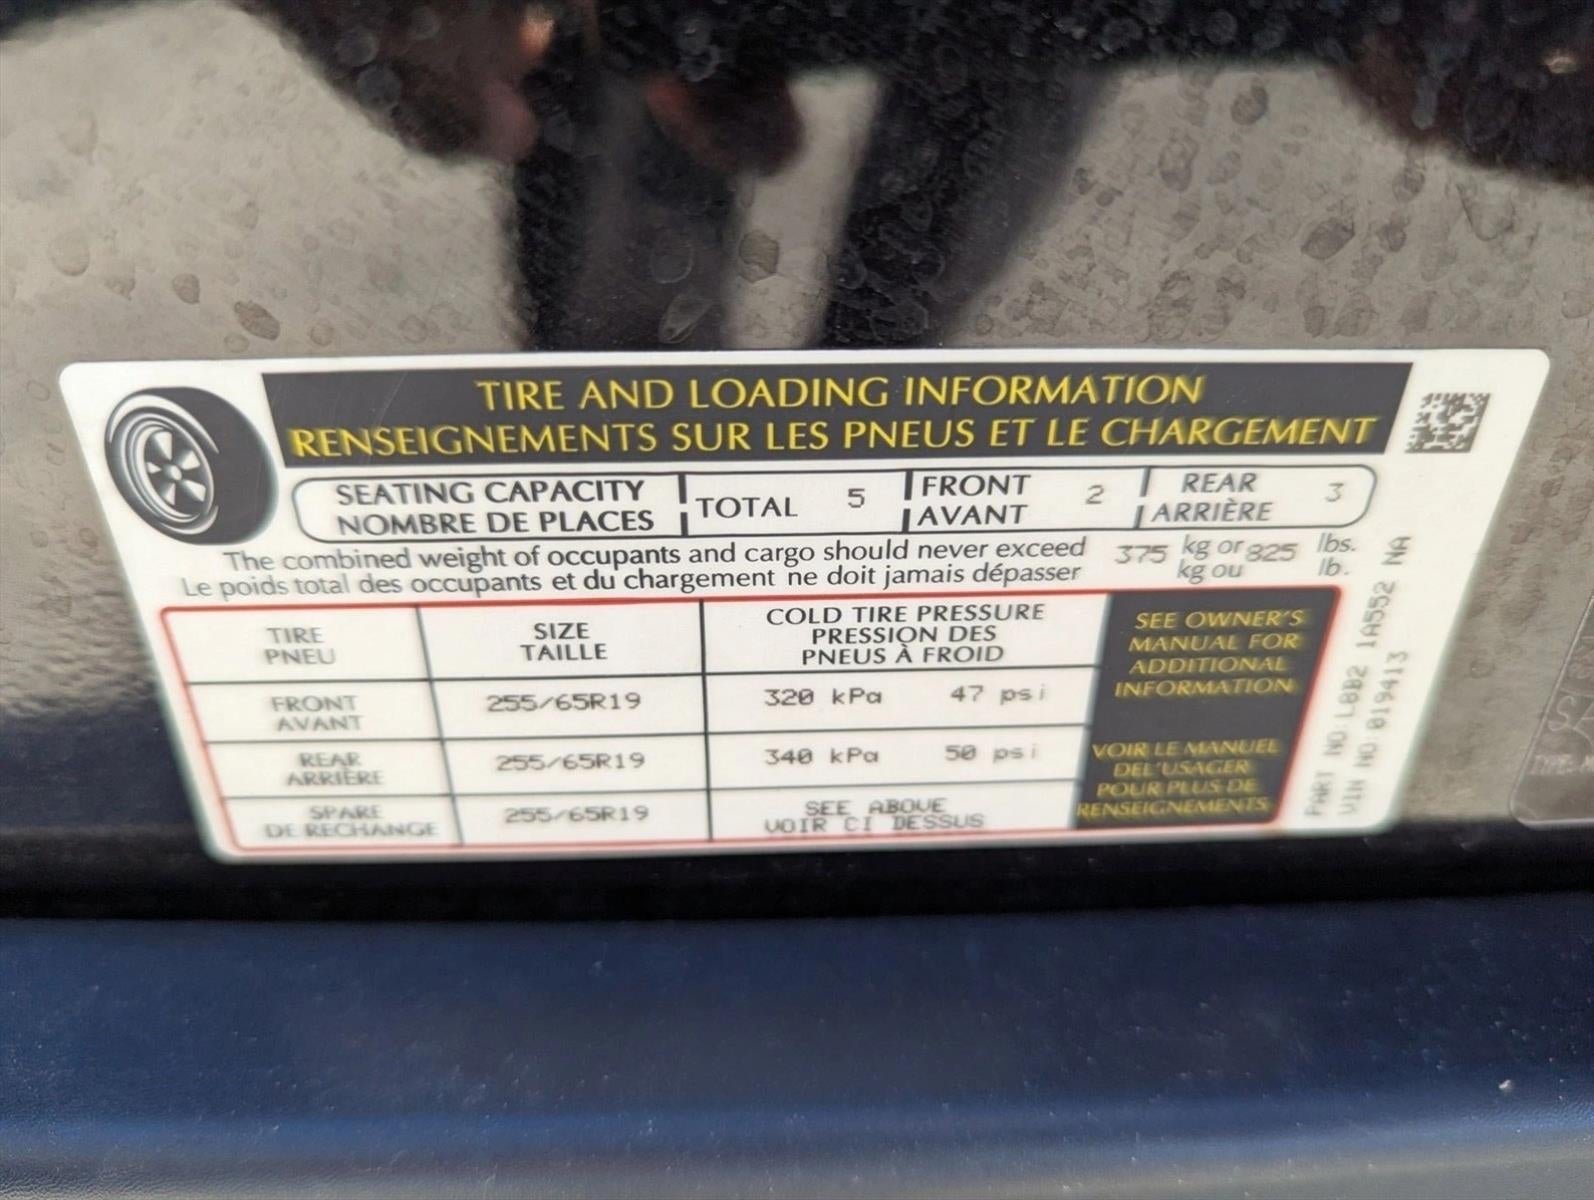 TIRE AND LOADING INFORMATION
RENSEIGNEMENTS SUR LES PNEUS ET LE CHARGEMENT
SEATING CAPACITY TOTAL 5 FRONT 2 REAR 3
NOMBRE DE PLACES AVANT ARRIÈRE
The combined weight of occupants and cargo should never exceed 375 kg or 825 lbs.
Le poids total des occupants et du chargement ne doit jamais dépasser kg ou lb.
TIRE
PNEU
SIZE
TAILLE
COLD TIRE PRESSURE
PRESSION DES
PNEUS À FROID
FRONT
AVANT
255/65R19
320 kPa 47 psi
REAR
ARRIÈRE
255/65R19
340 kPa 50 psi
SPARE
DE RECHANGE
255/65R19
SEE ABOVE
VOIR CI DESSUS
SEE OWNER'S
MANUAL FOR
ADDITIONAL
INFORMATION
VOIR LE MANUEL
DEL'USAGER
POUR PLUS DE
RENSEIGNEMENTS
PART NO: L8B2 1A552 NA
VIN NO: 019413